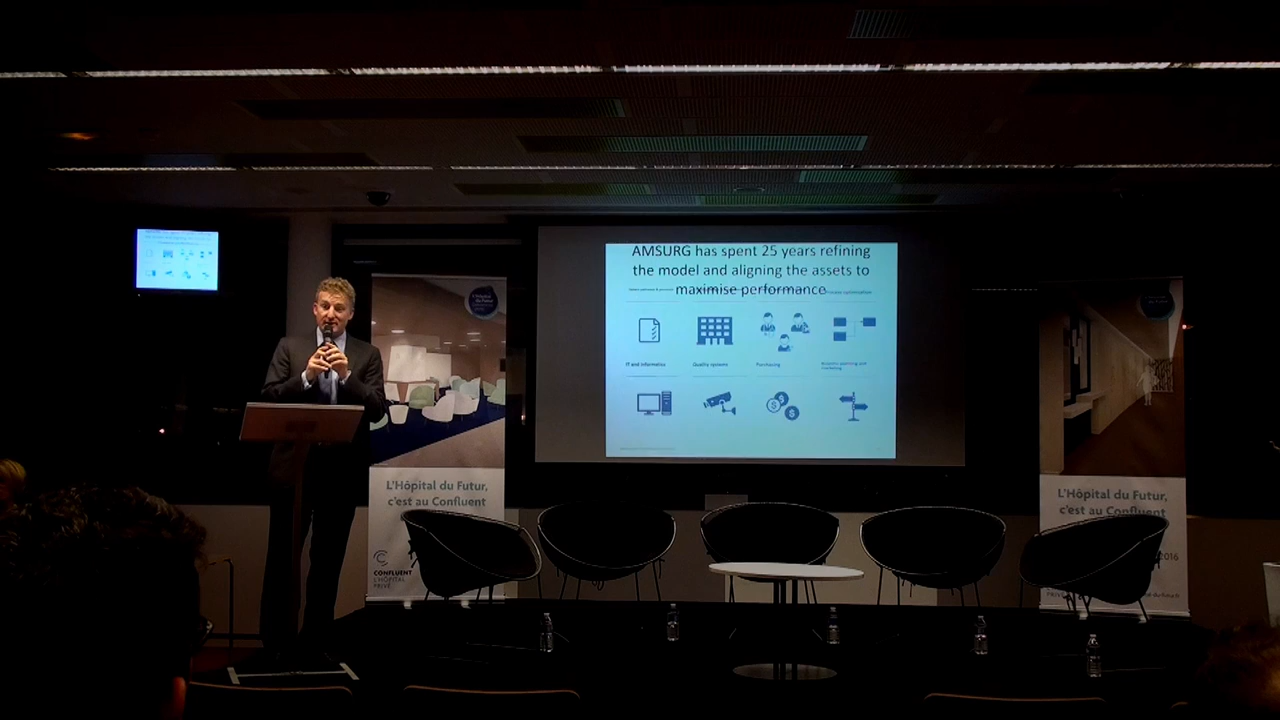 AMSURG has spent 25 years refining
the model and aligning the assets to
maximise performance
IT and Informatics
Quality systems
Purchasing
L'Hôpital du Futur,
c'est au Confluent
CONFLUENT
L'HÔPITAL
PRIVÉ
L'Hôpital du Futur,
c'est au Confluent
2016